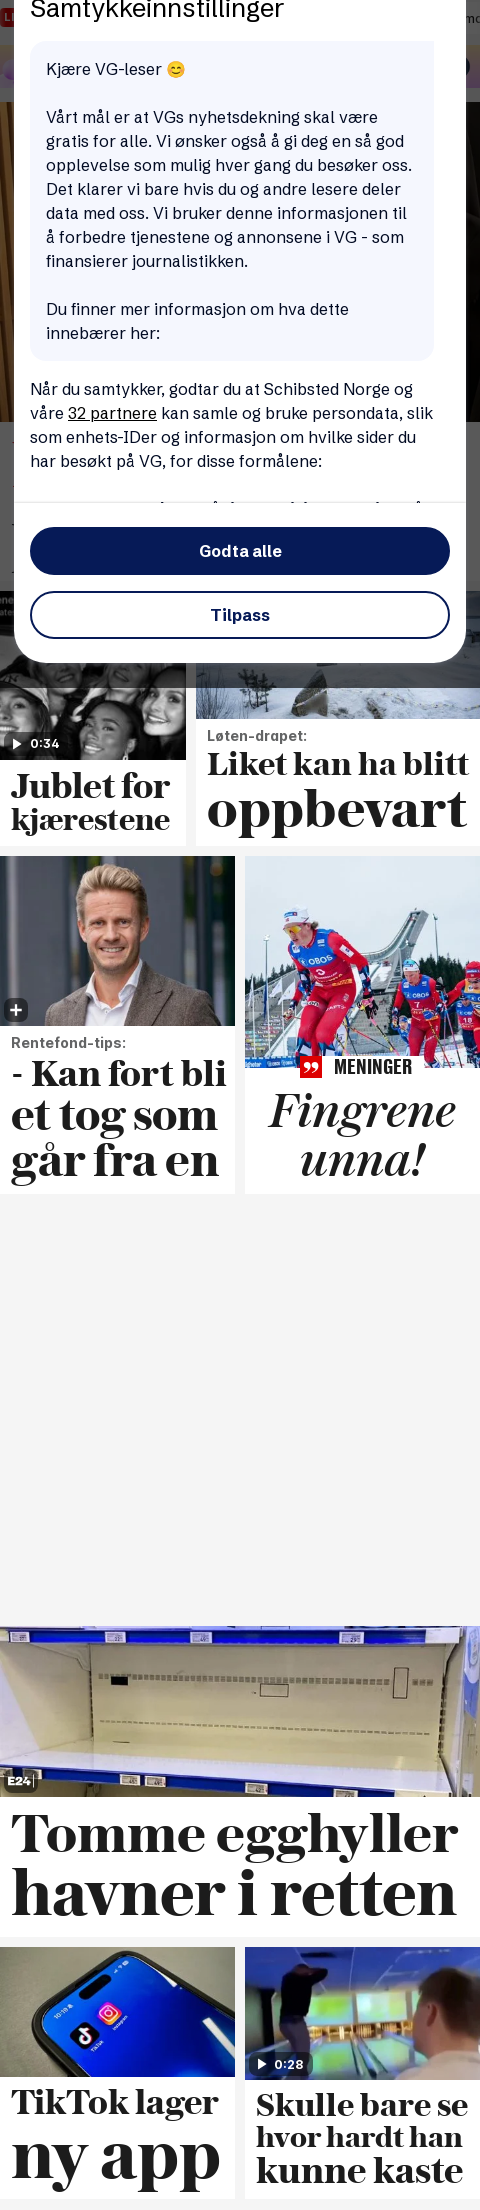 Samtykkeinnstillinger
Kjære VG-leser 😊
Vårt mål er at VGs nyhetsdekning skal være
gratis for alle. Vi ønsker også å gi deg en så god
opplevelse som mulig hver gang du besøker oss.
Det klarer vi bare hvis du og andre lesere deler
data med oss. Vi bruker denne informasjonen til
å forbedre tjenestene og annonsene i VG - som
finansierer journalistikken.
Du finner mer informasjon om hva dette
innebærer her:
Når du samtykker, godtar du at Schibsted Norge og
våre 32 partnere kan samle og bruke persondata, slik
som enhets-IDer og informasjon om hvilke sider du
har besøkt på VG, for disse formålene:
Godta alle
Tilpass
0:34
Jublet for
kjærestene
Løten-drapet:
Liket kan ha blitt
oppbevart
Rentefond-tips:
- Kan fort bli
et tog som
går fra en
MENINGER
Fingrene
unna!
E24
Tomme egghyller
havner i retten
TikTok lager
ny app
0:28
Skulle bare se
hvor hardt han
kunne kaste